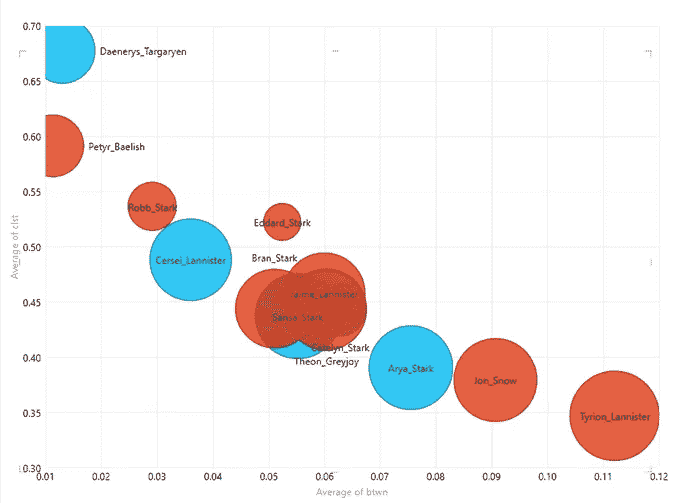 0.70
Daenerys_Targaryen
0.65
0.60
Petyr_Baelish
0.55
Robb_Stark
Eddard_Stark
0.50
Average of clst
Cersei_Lannister
Bran_Stark
0.45
Jaime_Lannister
Sansa_Stark
Catelyn_Stark
0.40
Theon_Greyjoy
Arya_Stark
Jon_Snow
0.35
Tyrion_Lannister
0.30
0.01 0.02 0.03 0.04 0.05 0.06 0.07 0.08 0.09 0.10 0.11 0.12
Average of btwn